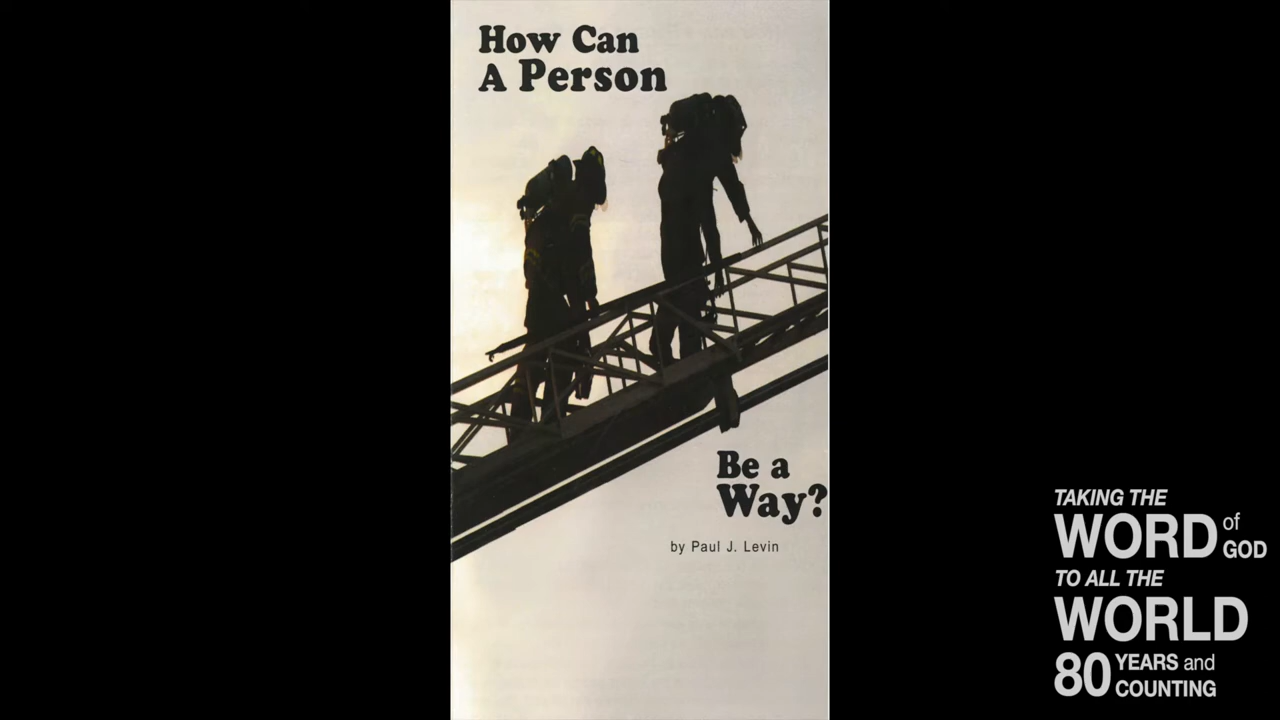 How Can
A Person
Be a
Way?
by Paul J. Levin
TAKING THE
WORD of
GOD
TO ALL THE
WORLD
80 YEARS and
COUNTING